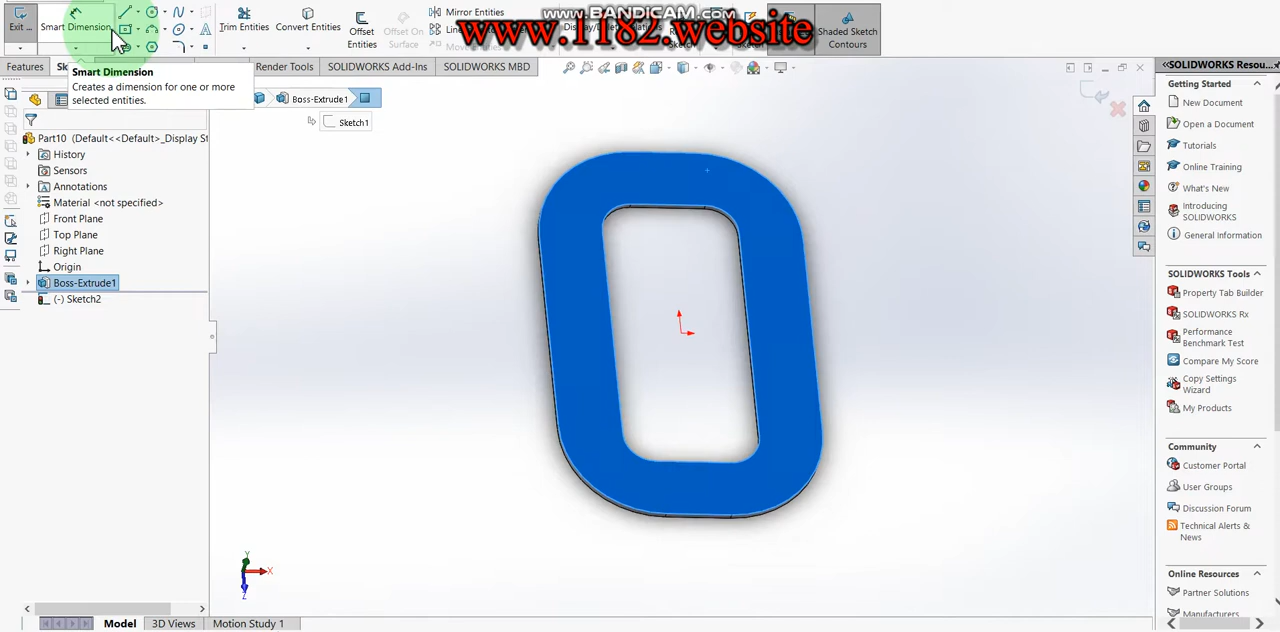 www.BANDICAM.com
www.1182.website
Exit ...
Smart Dimension
Trim Entities
Convert Entities
Offset
Entities
Offset On
Surface
Mirror Entities
Shaded Sketch
Contours
Features
Render Tools
SOLIDWORKS Add-Ins
SOLIDWORKS MBD
Smart Dimension
Creates a dimension for one or more
selected entities.
Boss-Extrude1
Sketch1
Part10 (Default<<Default>_Display St
History
Sensors
Annotations
Material <not specified>
Front Plane
Top Plane
Right Plane
Origin
Boss-Extrude1
(-) Sketch2
Y
X
Z
Model
3D Views
Motion Study 1
SOLIDWORKS Resou...
Getting Started
New Document
Open a Document
Tutorials
Online Training
What's New
Introducing
SOLIDWORKS
General Information
SOLIDWORKS Tools
Property Tab Builder
SOLIDWORKS Rx
Performance
Benchmark Test
Compare My Score
Copy Settings
Wizard
My Products
Community
Customer Portal
User Groups
Discussion Forum
Technical Alerts &
News
Online Resources
Partner Solutions
Manufacturers